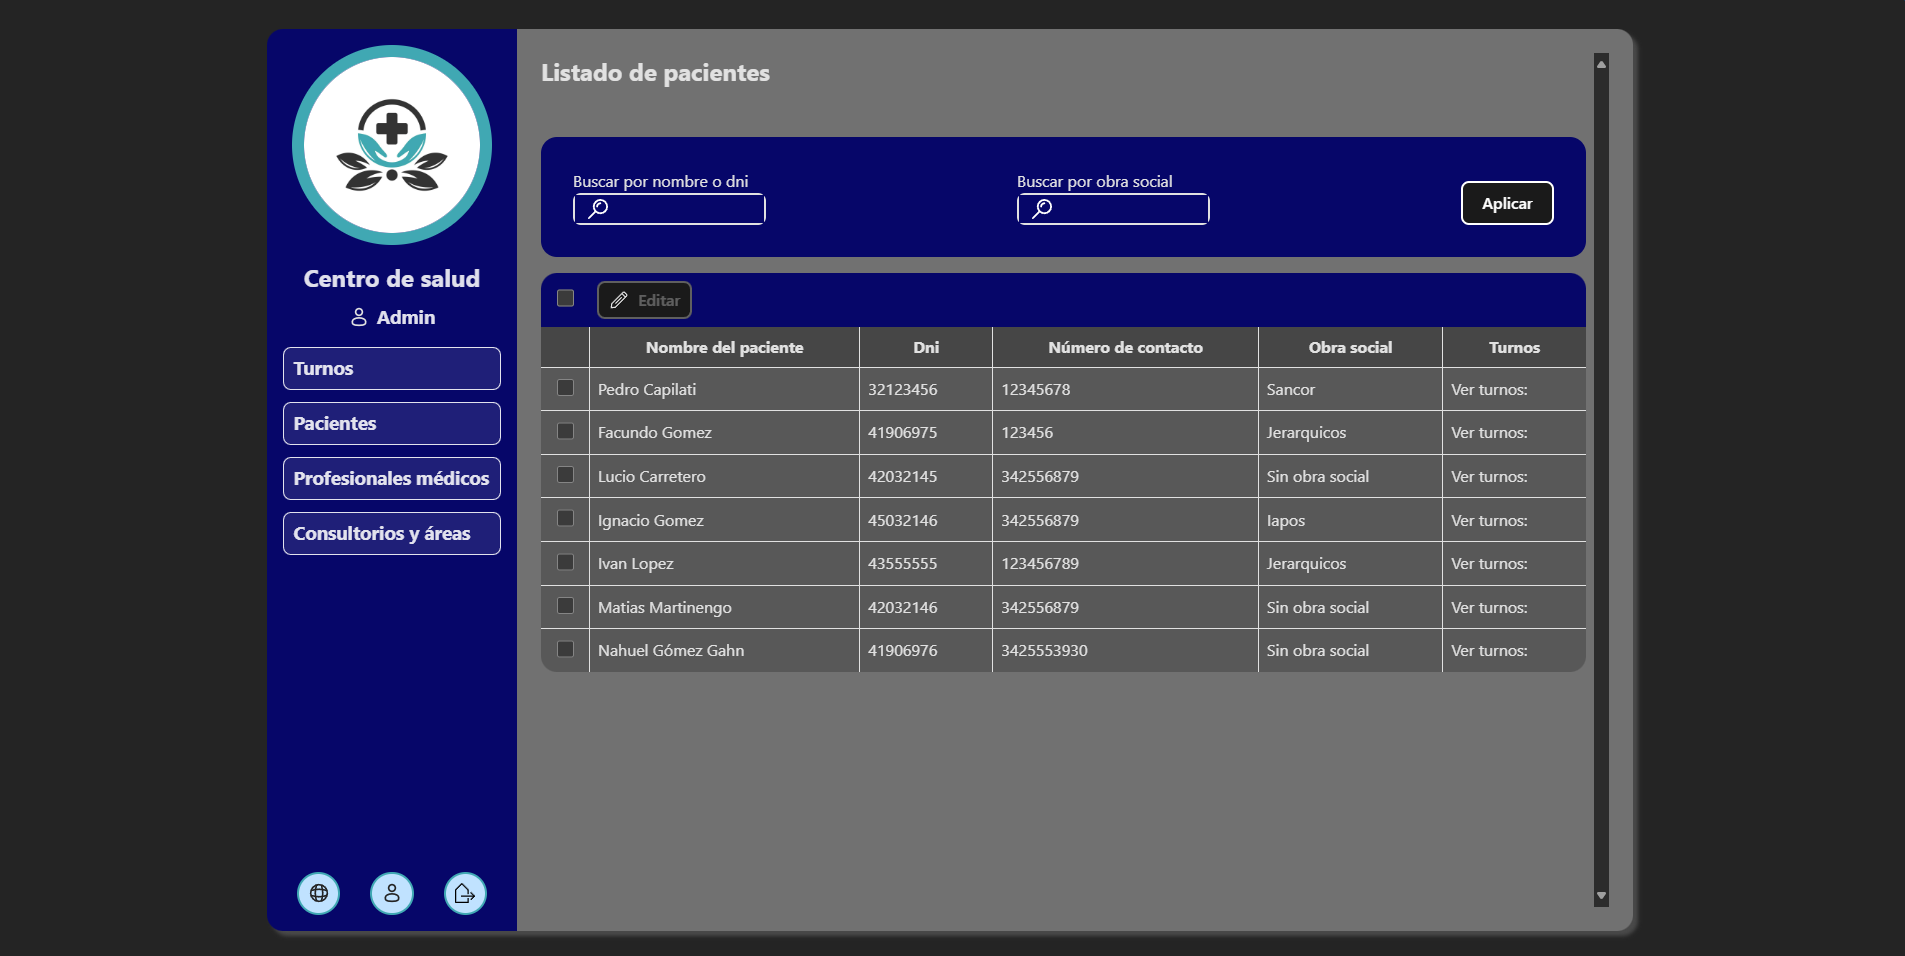 Centro de salud
Admin
Turnos
Pacientes
Profesionales médicos
Consultorios y áreas
Listado de pacientes
Buscar por nombre o dni
Buscar por obra social
Aplicar
Editar
Nombre del paciente Dni Número de contacto Obra social Turnos
Pedro Capilati 32123456 12345678 Sancor Ver turnos:
Facundo Gomez 41906975 123456 Jerarquicos Ver turnos:
Lucio Carretero 42032145 342556879 Sin obra social Ver turnos:
Ignacio Gomez 45032146 342556879 Iapos Ver turnos:
Ivan Lopez 43555555 123456789 Jerarquicos Ver turnos:
Matias Martinengo 42032146 342556879 Sin obra social Ver turnos:
Nahuel Gómez Gahn 41906976 3425553930 Sin obra social Ver turnos: